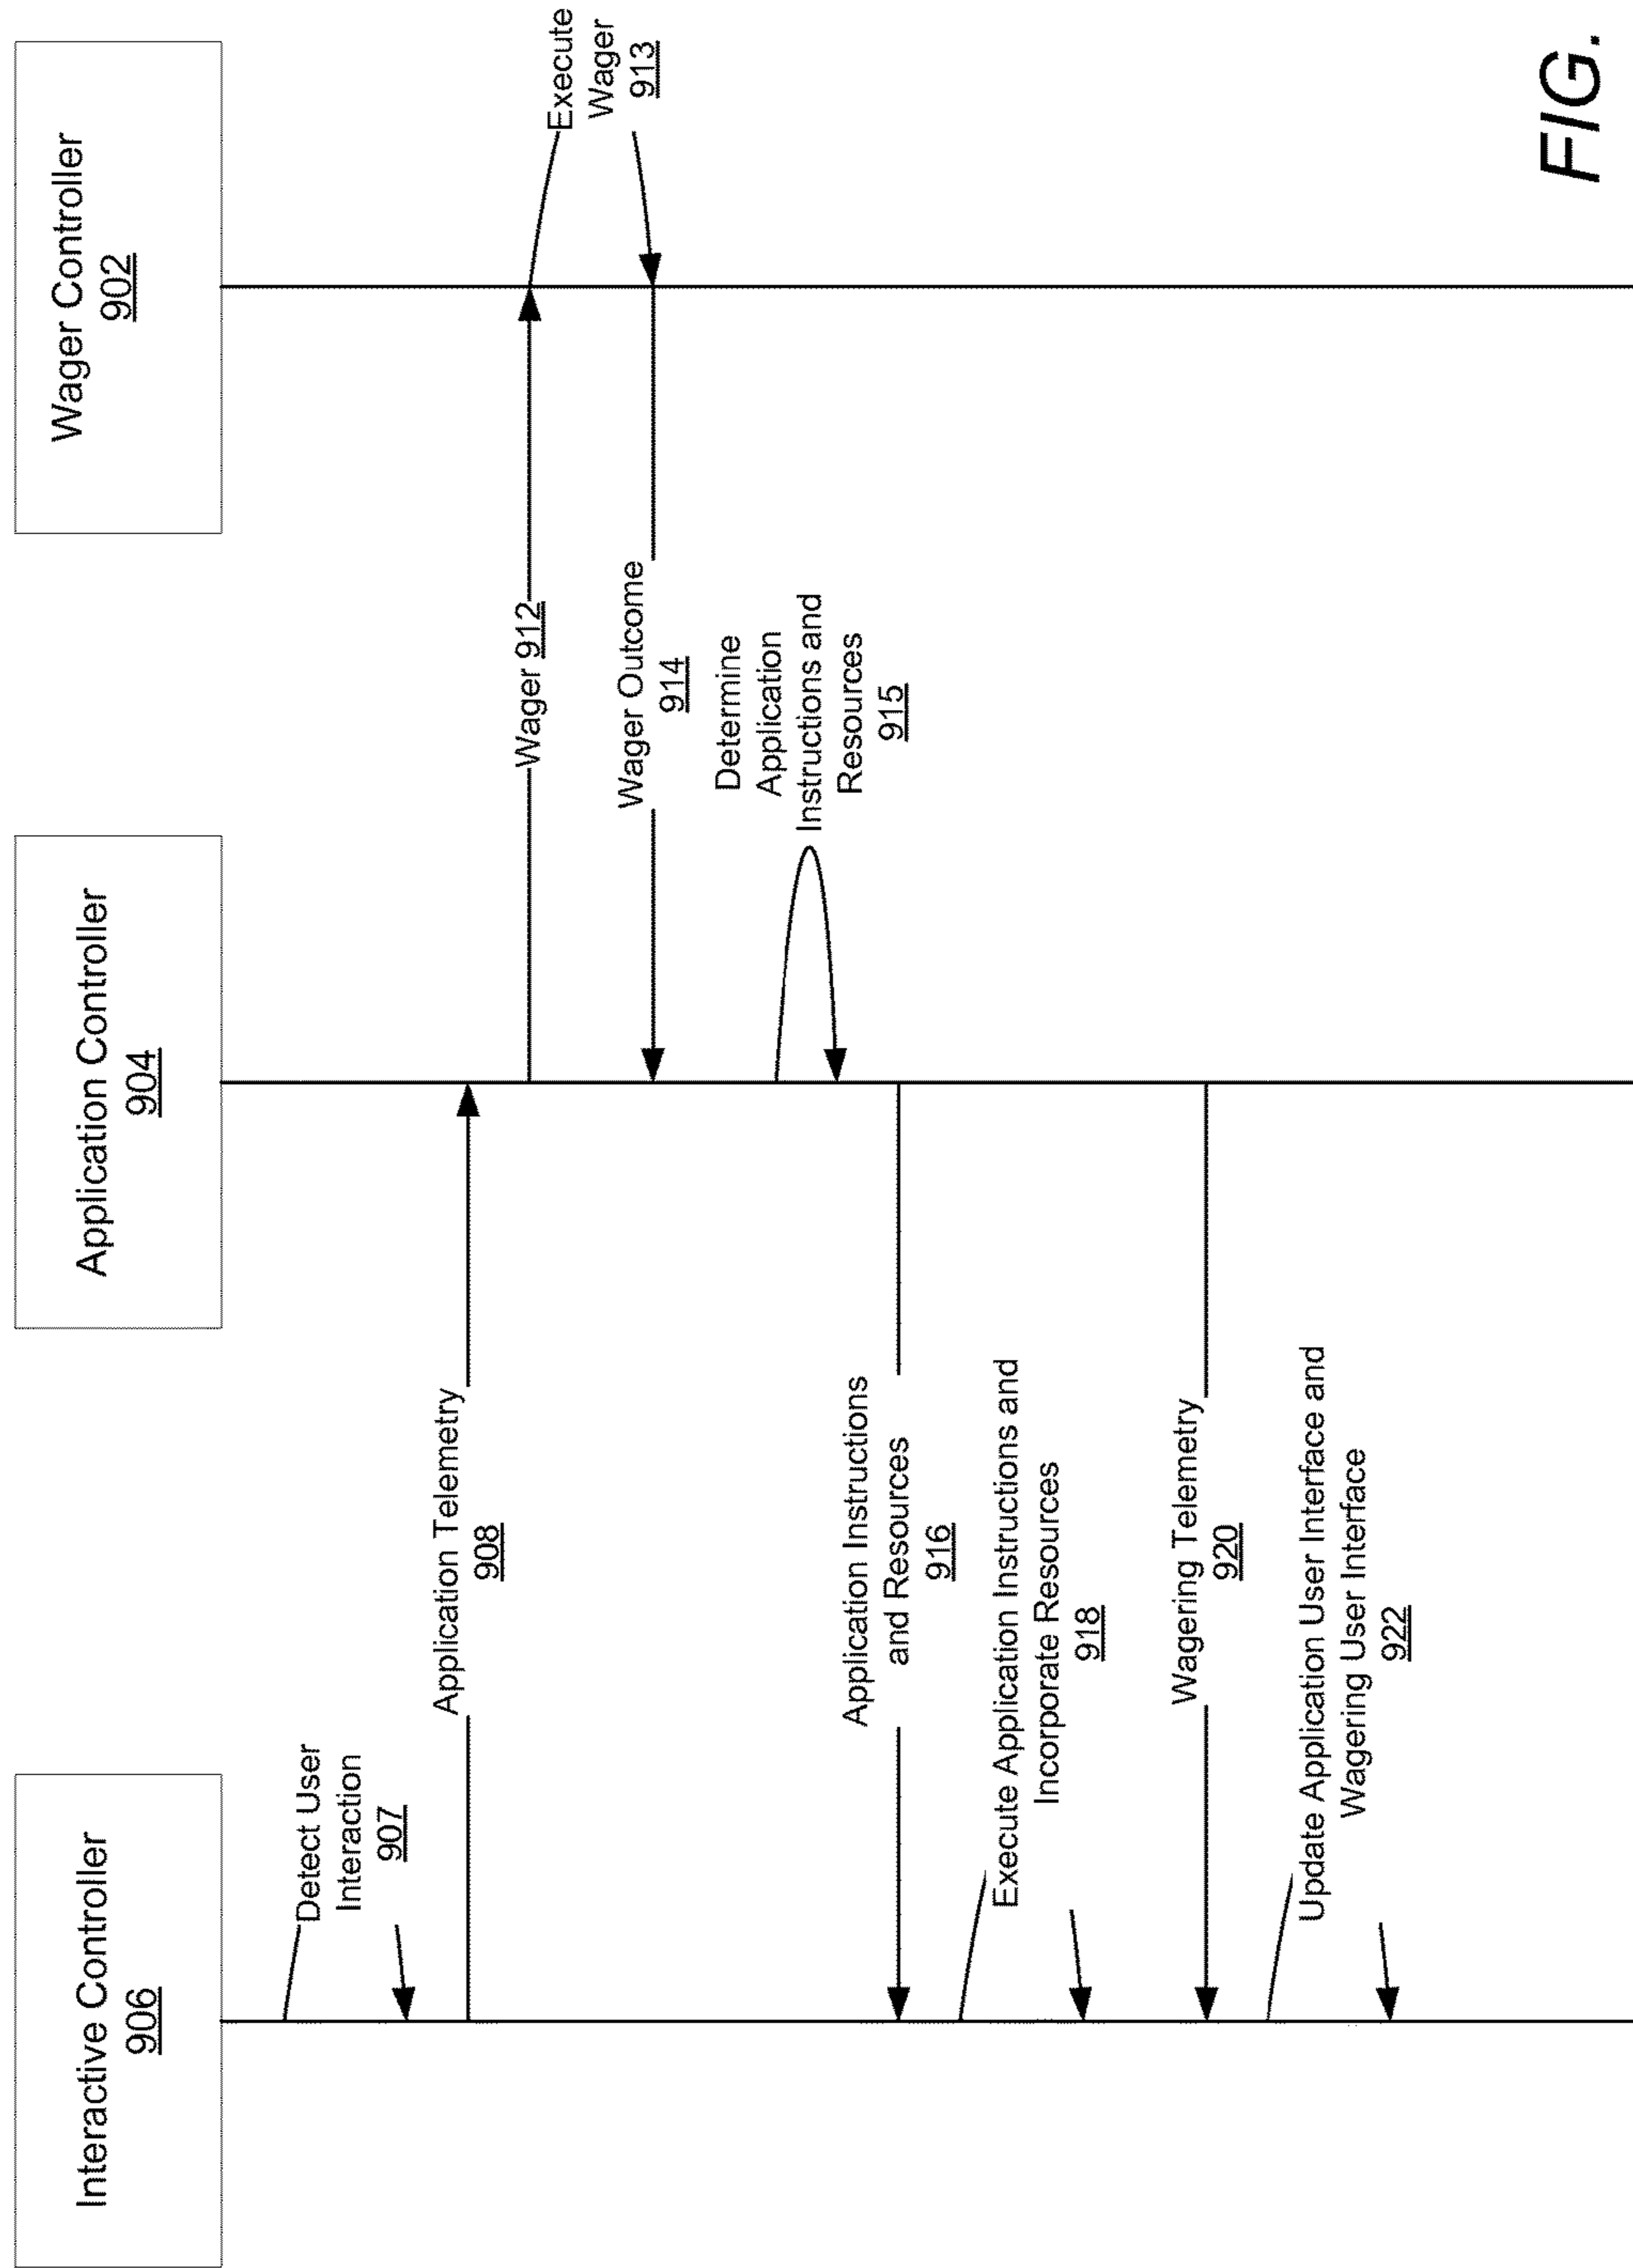 Interactive Controller
906
Application Controller
904
Wager Controller
902
Detect User
Interaction
907
Application Telemetry
908
Wager 912
Execute
Wager
913
Wager Outcome
914
Determine
Application
Instructions and
Resources
915
Application Instructions
and Resources
916
Execute Application Instructions and
Incorporate Resources
918
Wagering Telemetry
920
Update Application User Interface and
Wagering User Interface
922
FIG.